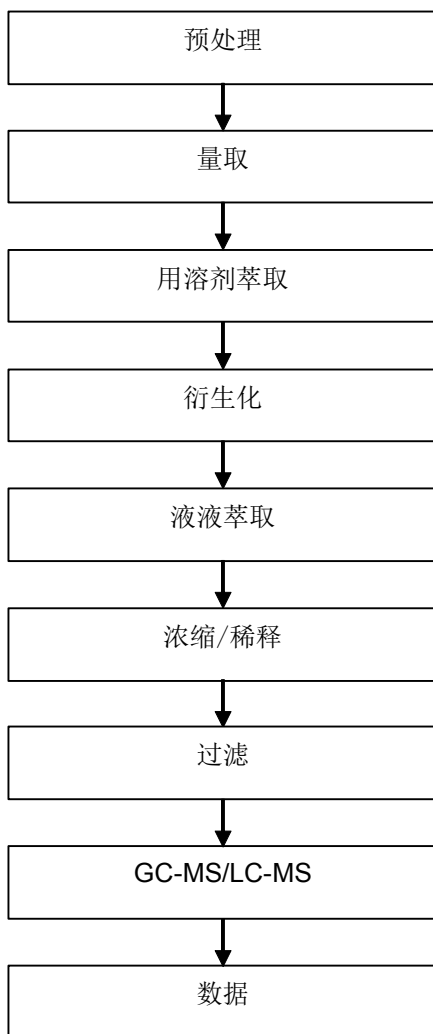 预处理
量取
用溶剂萃取
衍生化
液液萃取
浓缩/稀释
过滤
GC-MS/LC-MS
数据